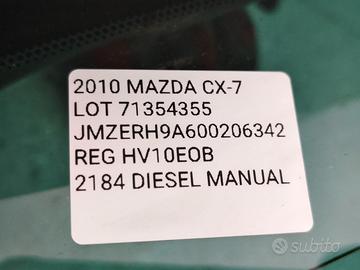 2010 MAZDA CX-7
LOT 71354355
JMZERH9A600206342
REG HV10EOB
2184 DIESEL MANUAL
subito